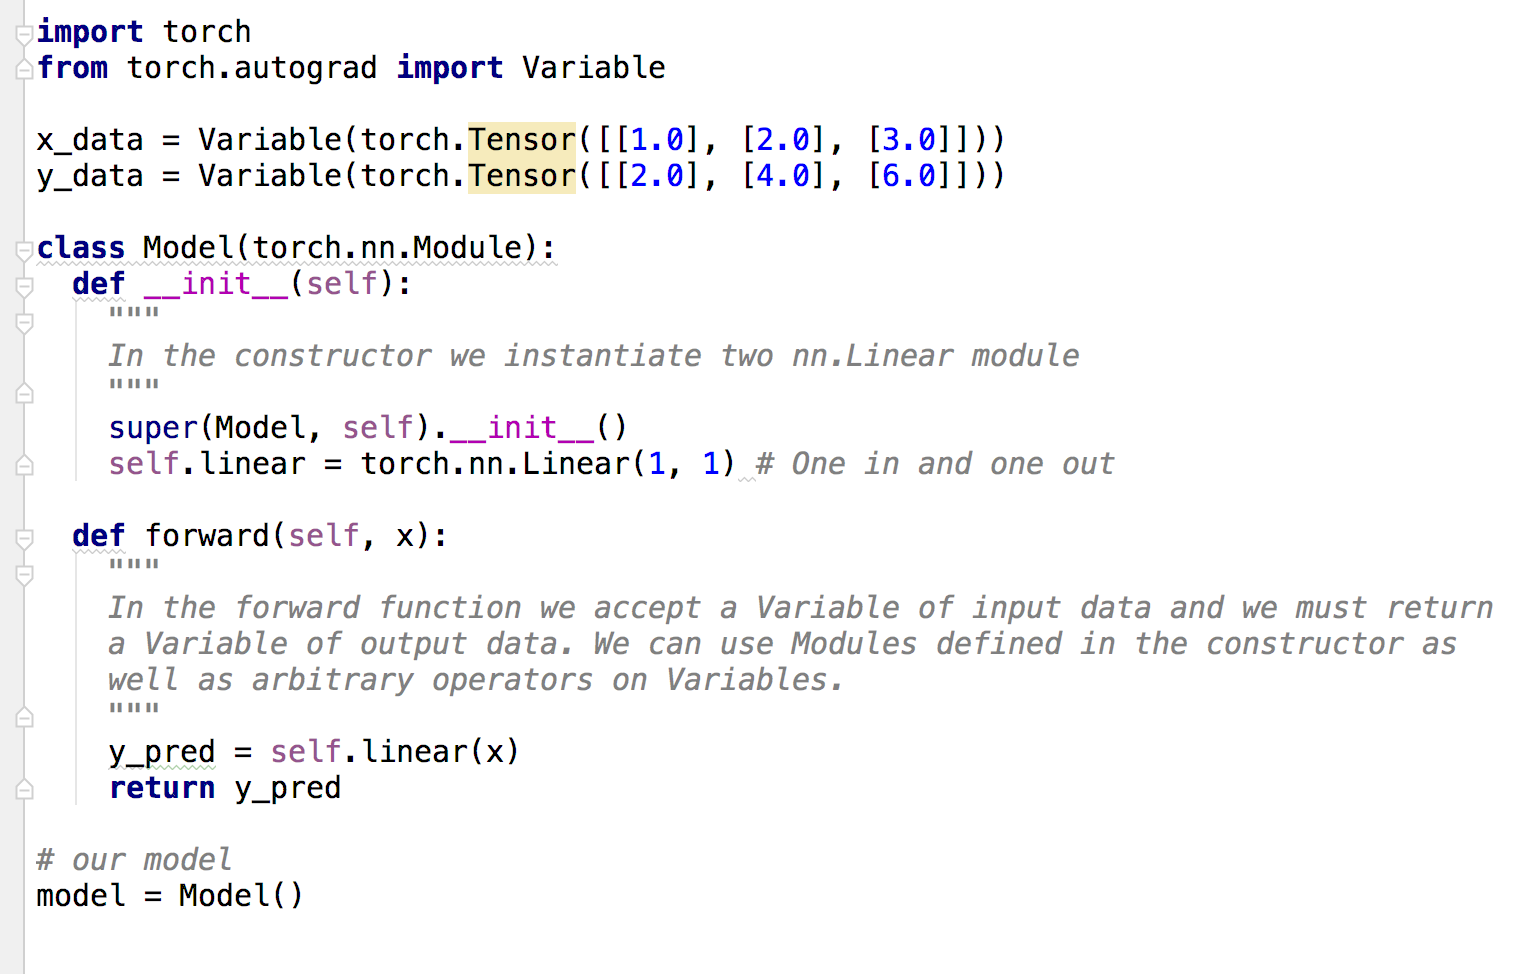 import torch
from torch.autograd import Variable
x_data = Variable(torch.Tensor([[1.0], [2.0], [3.0]]))
y_data = Variable(torch.Tensor([[2.0], [4.0], [6.0]]))
class Model(torch.nn.Module):
  def __init__(self):
    """
    In the constructor we instantiate two nn.Linear module
    """
    super(Model, self).__init__()
    self.linear = torch.nn.Linear(1, 1) # One in and one out
  def forward(self, x):
    """
    In the forward function we accept a Variable of input data and we must return
    a Variable of output data. We can use Modules defined in the constructor as
    well as arbitrary operators on Variables.
    """
    y_pred = self.linear(x)
    return y_pred
# our model
model = Model()